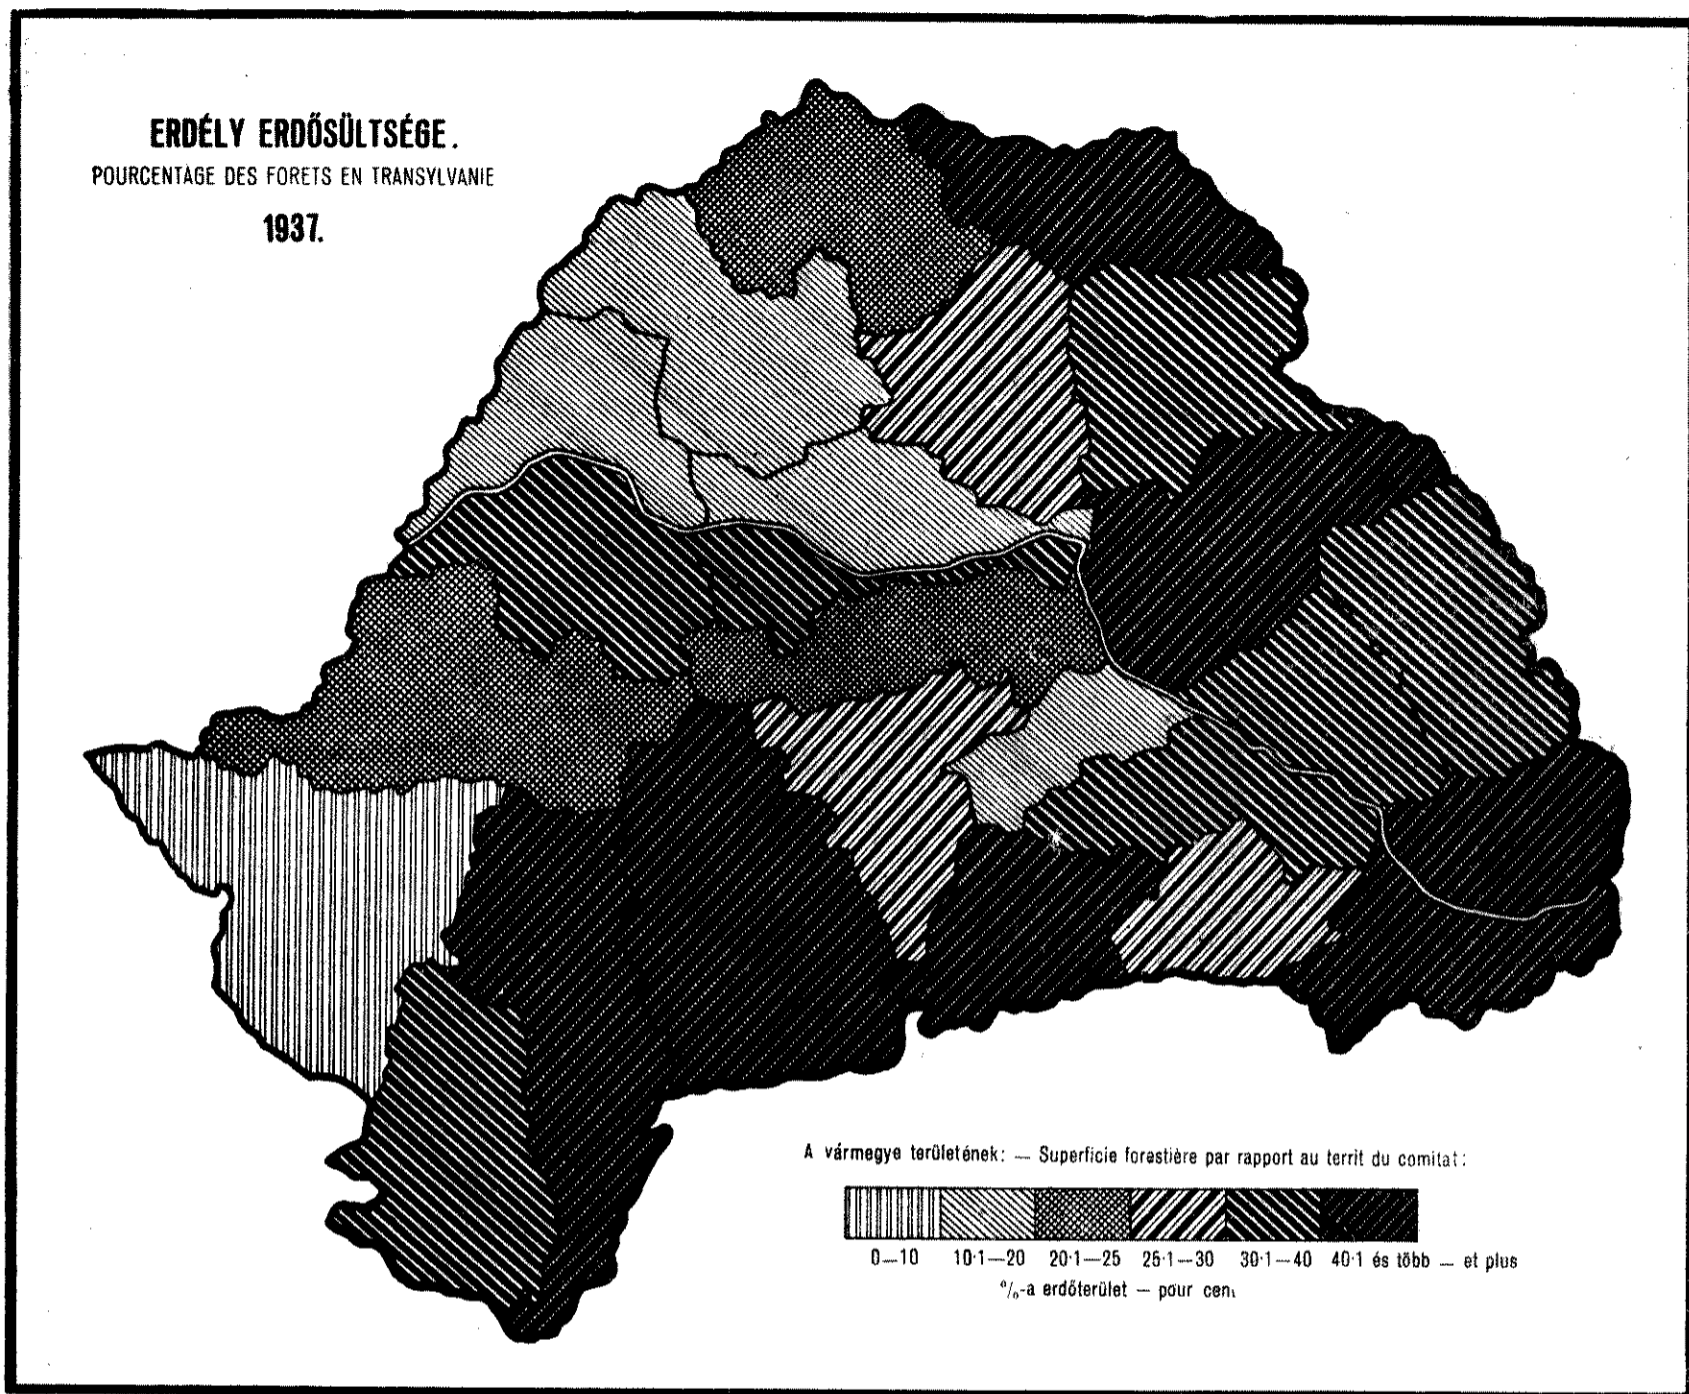 ERDÉLY ERDŐSÜLTSÉGE.
POURCENTAGE DES FORETS EN TRANSYLVANIE
1937.
A vármegye területének: — Superficie forestière par rapport au territ du comitat:
0—10 10·1—20 20·1—25 25·1—30 30·1—40 40·1 és több — et plus
%-a erdőterület — pour cent